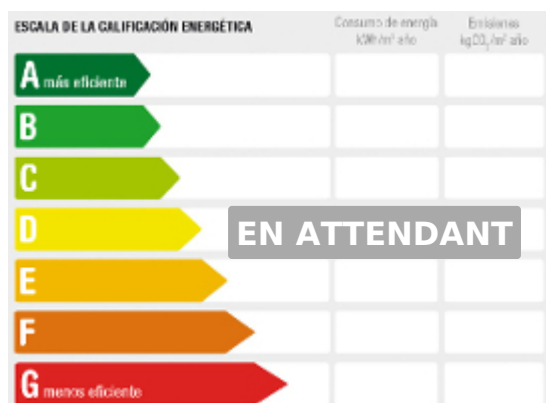 ESCALA DE LA CALIFICACIÓN ENERGÉTICA
Consumo de energía
kWh/m² año
Emisiones
kgCO₂/m² año
A más eficiente
B
C
D
EN ATTENDANT
E
F
G menos eficiente